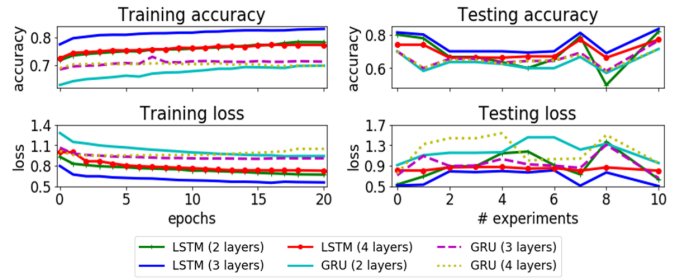 Training accuracy
Testing accuracy
accuracy
0.8
0.7
accuracy
0.8
0.6
Training loss
Testing loss
loss
1.4
1.1
0.8
0.5
0 5 10 15 20
epochs
loss
1.7
1.3
0.9
0.5
0 2 4 6 8 10
# experiments
LSTM (2 layers) LSTM (4 layers) GRU (3 layers)
LSTM (3 layers) GRU (2 layers) GRU (4 layers)